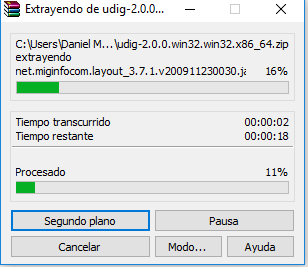 Extrayendo de udig-2.0.0...
C:\Users\Daniel M...\udig-2.0.0.win32.win32.x86_64.zip
extrayendo
net.miginfocom.layout_3.7.1.v200911230030.ja 16%
Tiempo transcurrido 00:00:02
Tiempo restante 00:00:18
Procesado 11%
Segundo plano Pausa
Cancelar Modo... Ayuda